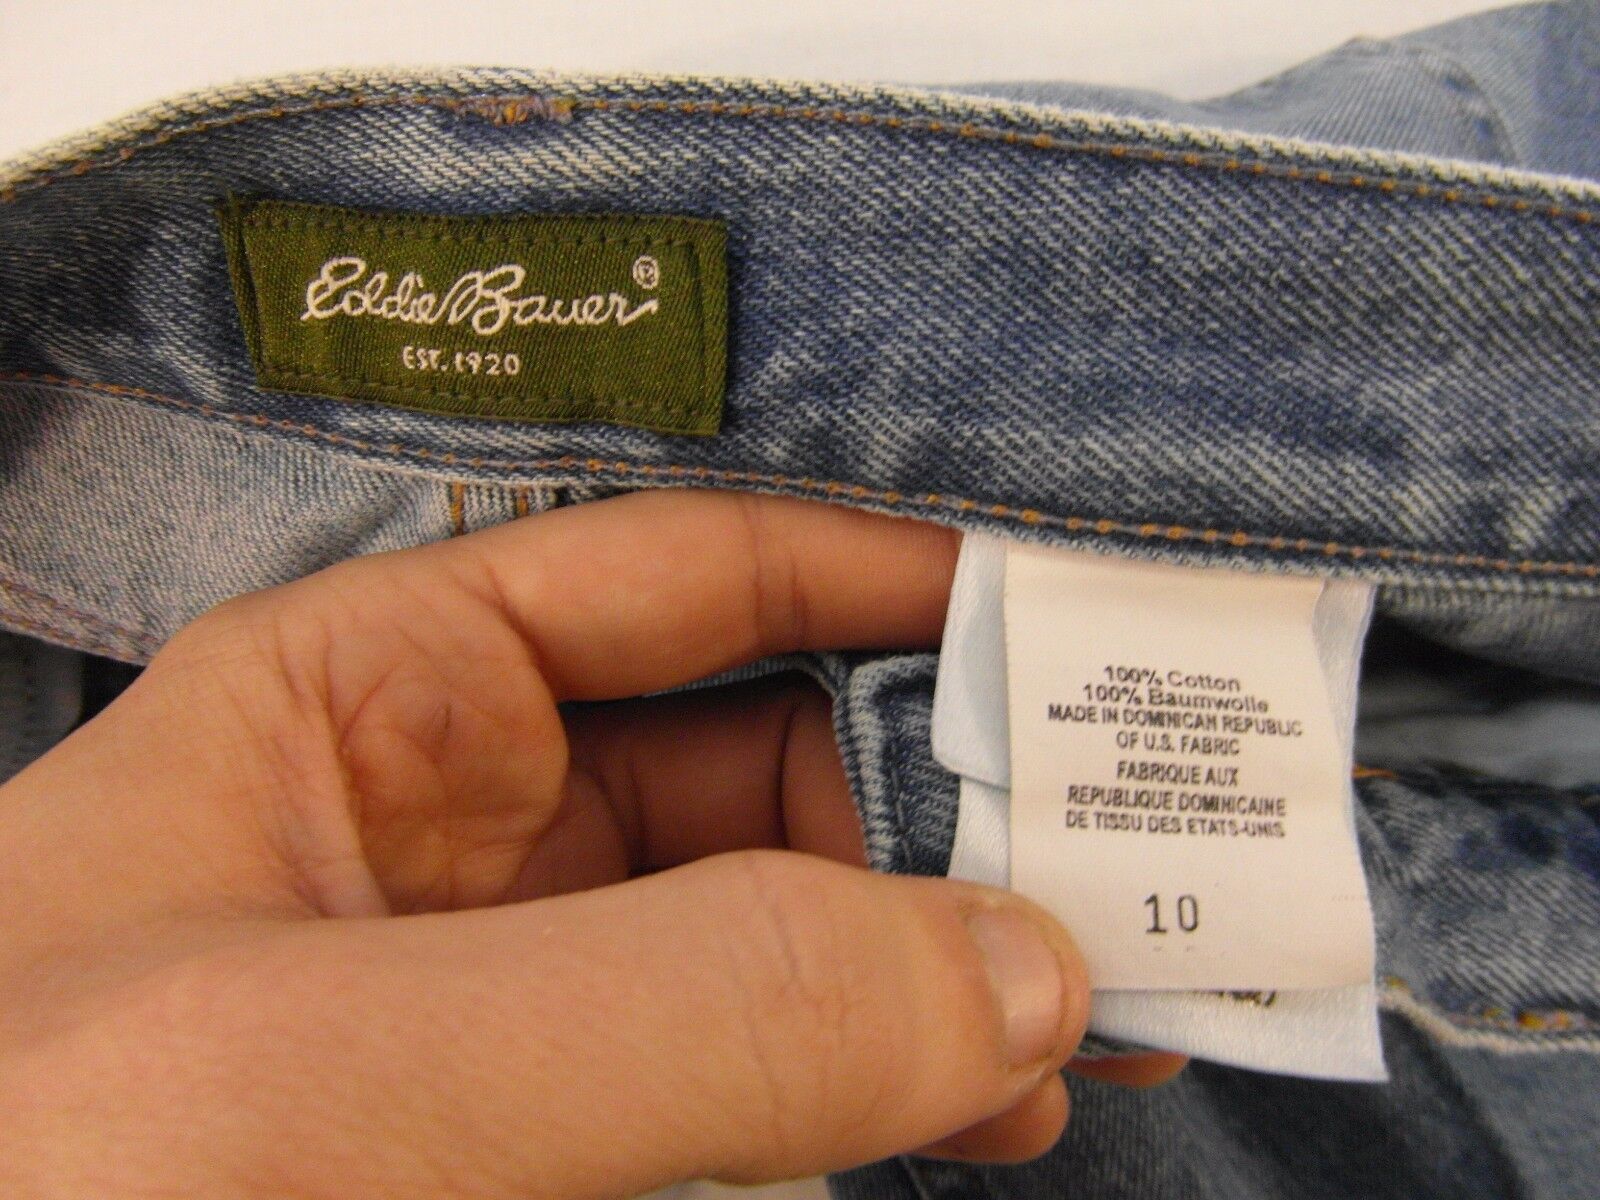 Eddie Bauer®
EST. 1920
100% Cotton
100% Baumwolle
MADE IN DOMINICAN REPUBLIC
OF U.S. FABRIC
FABRIQUE AUX
REPUBLIQUE DOMINICAINE
DE TISSU DES ETATS-UNIS
10